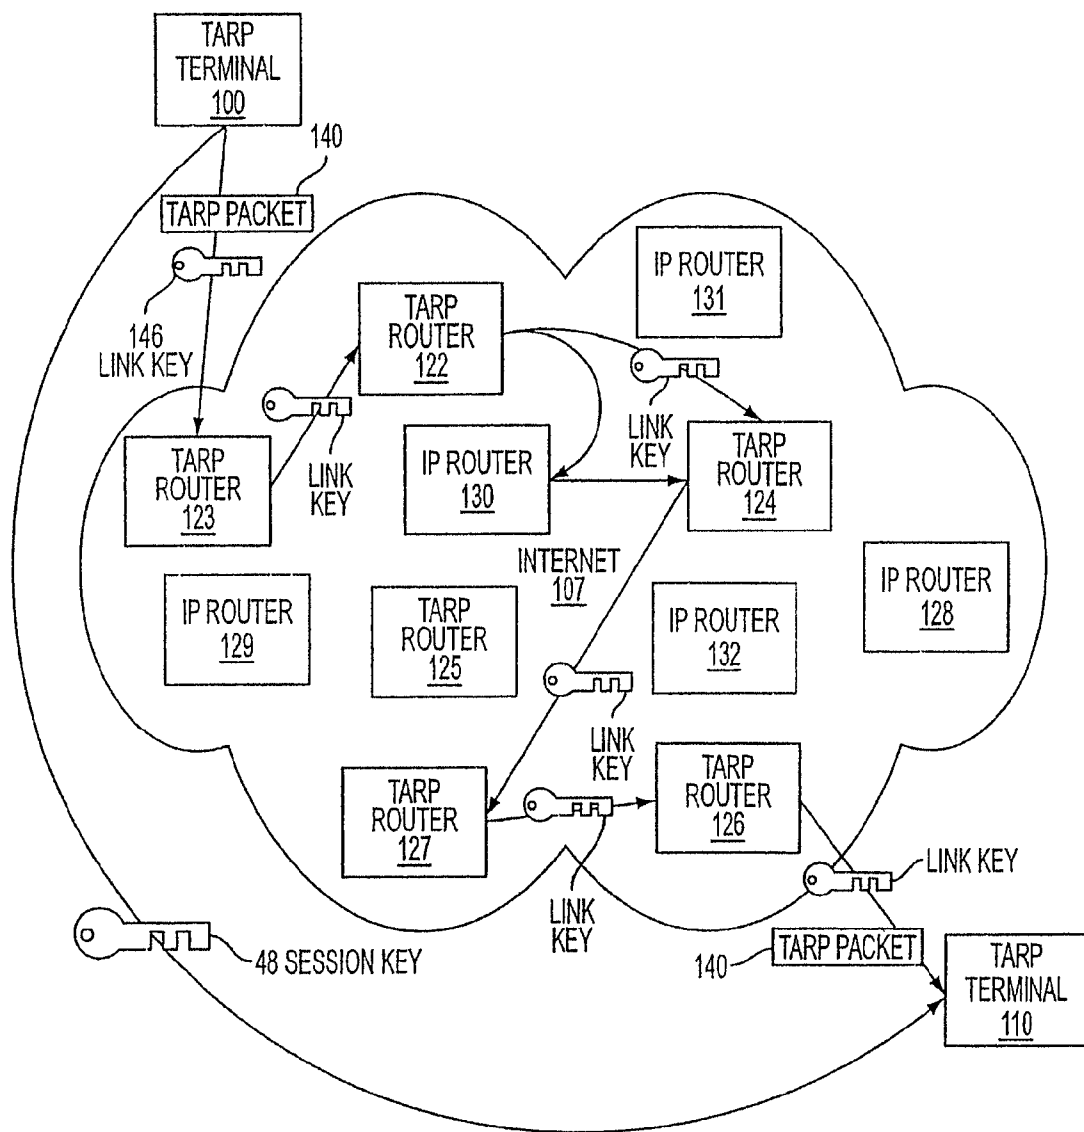 TARP
TERMINAL
100
140
TARP PACKET
146
LINK KEY
IP ROUTER
131
TARP
ROUTER
122
LINK
KEY
LINK
KEY
TARP
ROUTER
123
IP ROUTER
130
TARP
ROUTER
124
INTERNET
107
IP ROUTER
129
TARP
ROUTER
125
IP ROUTER
132
IP ROUTER
128
LINK
KEY
TARP
ROUTER
127
TARP
ROUTER
126
LINK
KEY
LINK KEY
48 SESSION KEY
140
TARP PACKET
TARP
TERMINAL
110